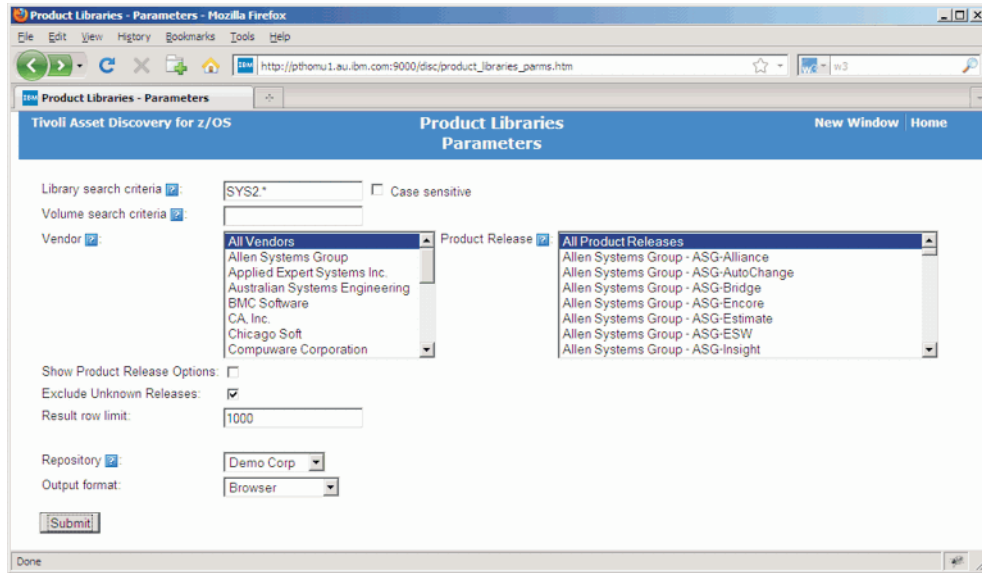 Product Libraries - Parameters - Mozilla Firefox
File Edit View History Bookmarks Tools Help
IBM http://pthomu1.au.ibm.com:9000/disc/product_libraries_parms.htm w3 w3
IBM Product Libraries - Parameters
Tivoli Asset Discovery for z/OS Product Libraries New Window Home
Parameters
Library search criteria ?: SYS2.* Case sensitive
Volume search criteria ?:
Vendor ?: All Vendors Product Release ?: All Product Releases
Allen Systems Group Allen Systems Group - ASG-Alliance
Applied Expert Systems Inc. Allen Systems Group - ASG-AutoChange
Australian Systems Engineering Allen Systems Group - ASG-Bridge
BMC Software Allen Systems Group - ASG-Encore
CA, Inc. Allen Systems Group - ASG-Estimate
Chicago Soft Allen Systems Group - ASG-ESW
Compuware Corporation Allen Systems Group - ASG-Insight
Show Product Release Options:
Exclude Unknown Releases:
Result row limit: 1000
Repository ?: Demo Corp
Output format: Browser
Submit
Done